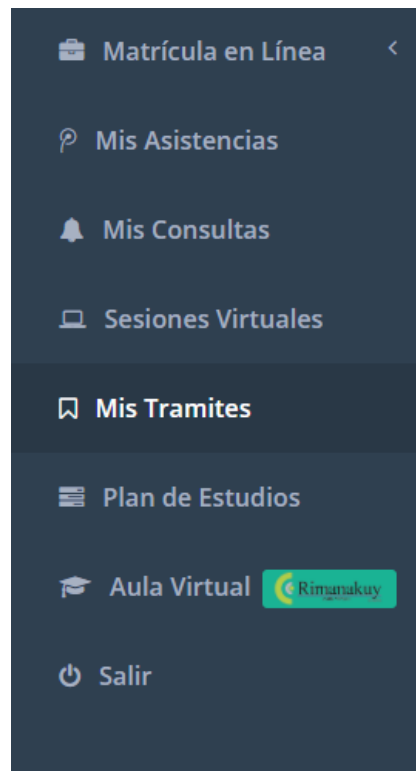 Matrícula en Línea
Mis Asistencias
Mis Consultas
Sesiones Virtuales
Mis Tramites
Plan de Estudios
Aula Virtual Rimanakuy
Salir